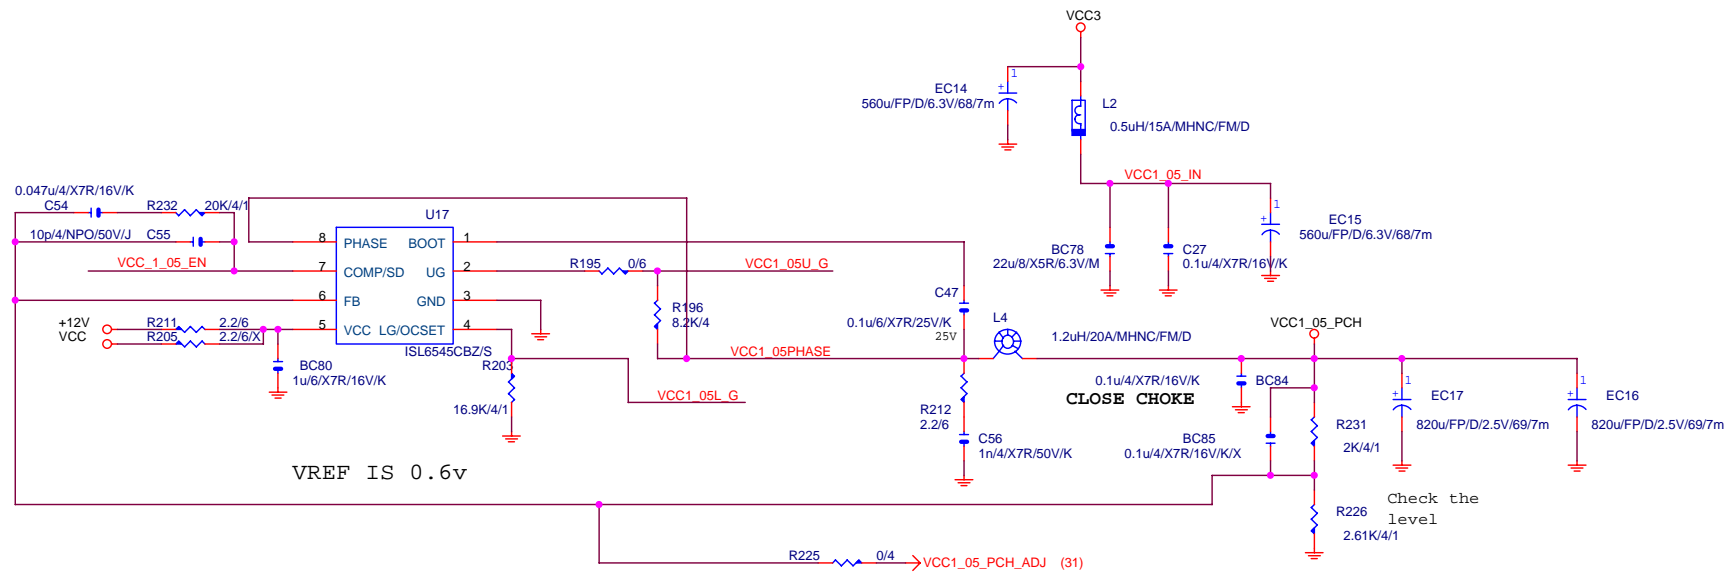 VCC3
1
EC14
560u/FP/D/6.3V/68/7m
L2
0.5uH/15A/MHNC/FM/D
VCC1_05_IN
0.047u/4/X7R/16V/K
C54
R232
20K/4/1
10p/4/NPO/50V/J
C55
VCC_1_05_EN
U17
8
PHASE
BOOT
1
7
COMP/SD
UG
2
6
FB
GND
3
5
VCC
LG/OCSET
4
ISL6545CBZ/S
+12V
VCC
R211
2.2/6
R205
2.2/6/X
BC80
1u/6/X7R/16V/K
R203
16.9K/4/1
R195
0/6
VCC1_05U_G
R196
8.2K/4
VCC1_05PHASE
VCC1_05L_G
1
EC15
560u/FP/D/6.3V/68/7m
BC78
22u/8/X5R/6.3V/M
C27
0.1u/4/X7R/16V/K
C47
0.1u/6/X7R/25V/K
25V
L4
1.2uH/20A/MHNC/FM/D
VCC1_05_PCH
R212
2.2/6
C56
1n/4/X7R/50V/K
0.1u/4/X7R/16V/K
BC84
CLOSE CHOKE
BC85
0.1u/4/X7R/16V/K/X
R231
2K/4/1
1
EC17
820u/FP/D/2.5V/69/7m
1
EC16
820u/FP/D/2.5V/69/7m
VREF IS 0.6v
Check the
level
R226
2.61K/4/1
R225
0/4
VCC1_05_PCH_ADJ
(31)